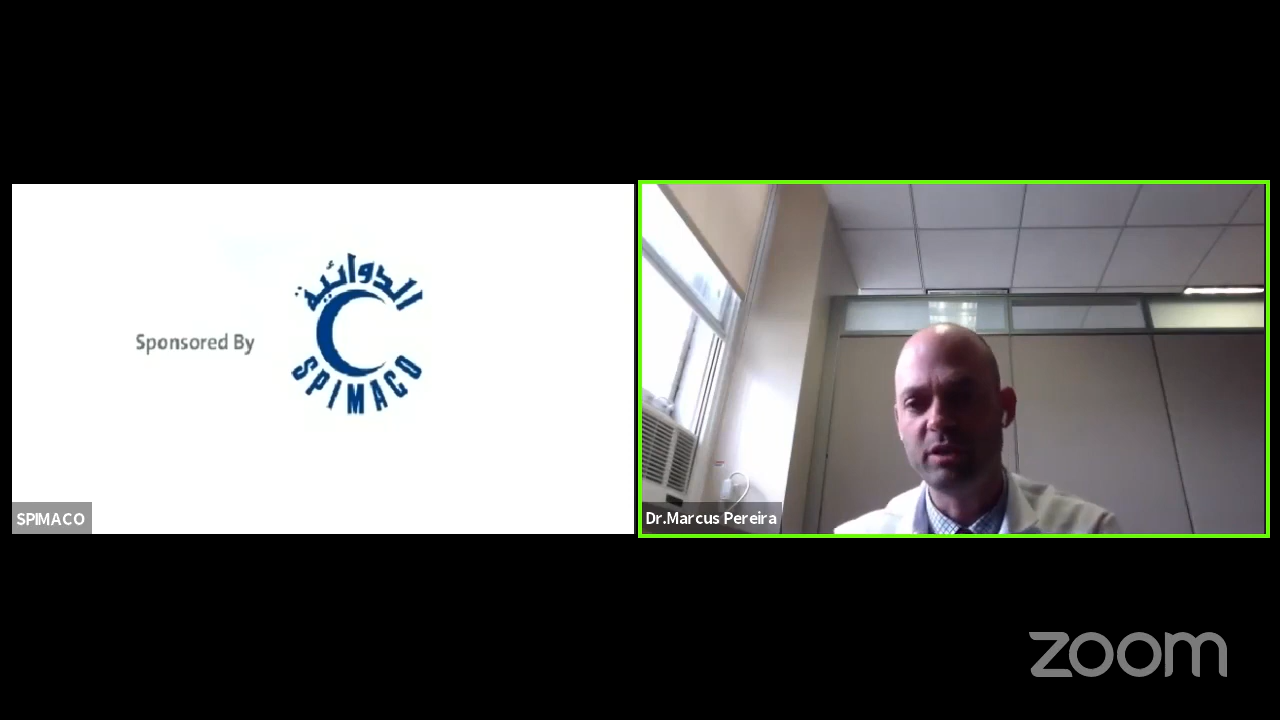 Sponsored By
الدوائية
SPIMACO
SPIMACO
Dr.Marcus Pereira
zoom